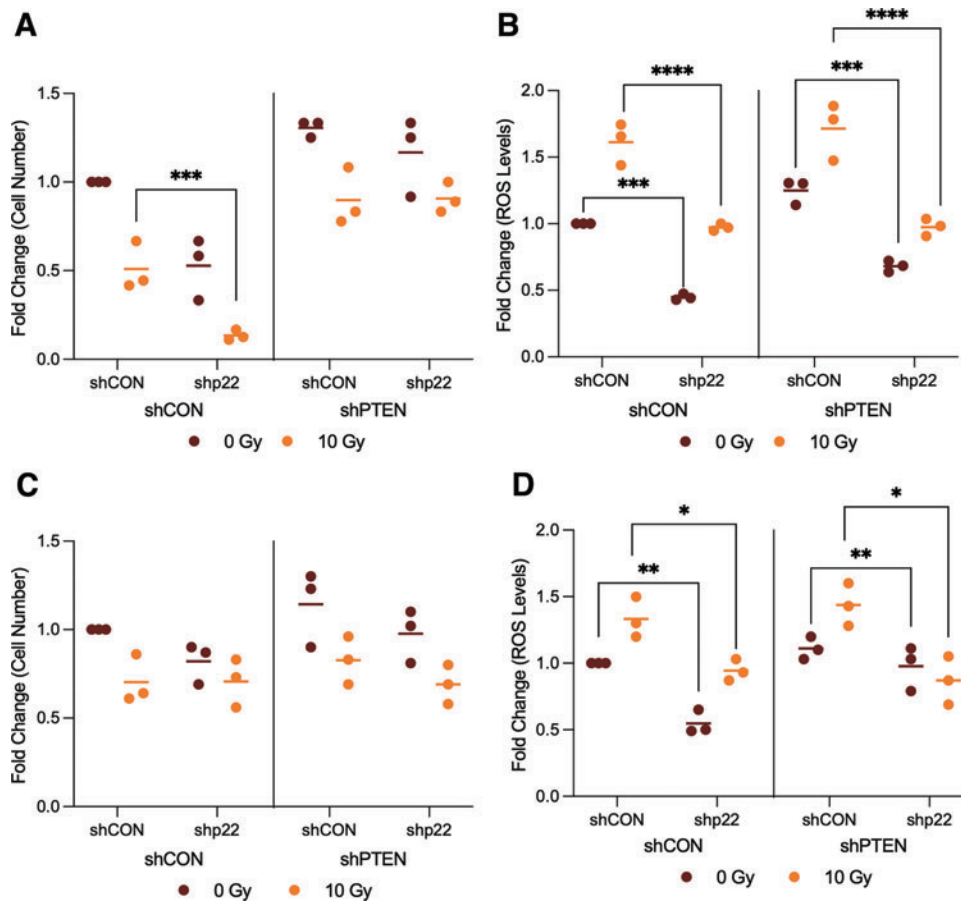 A
Fold Change (Cell Number)
1.5
1.0
0.5
0.0
***
shCON shp22 shCON shp22
shCON shPTEN
0 Gy 10 Gy
B
Fold Change (ROS Levels)
2.0
1.5
1.0
0.5
0.0
**** ***
*** ****
shCON shp22 shCON shp22
shCON shPTEN
0 Gy 10 Gy
C
Fold Change (Cell Number)
1.5
1.0
0.5
0.0
shCON shp22 shCON shp22
shCON shPTEN
0 Gy 10 Gy
D
Fold Change (ROS Levels)
2.0
1.5
1.0
0.5
0.0
* **
** *
shCON shp22 shCON shp22
shCON shPTEN
0 Gy 10 Gy